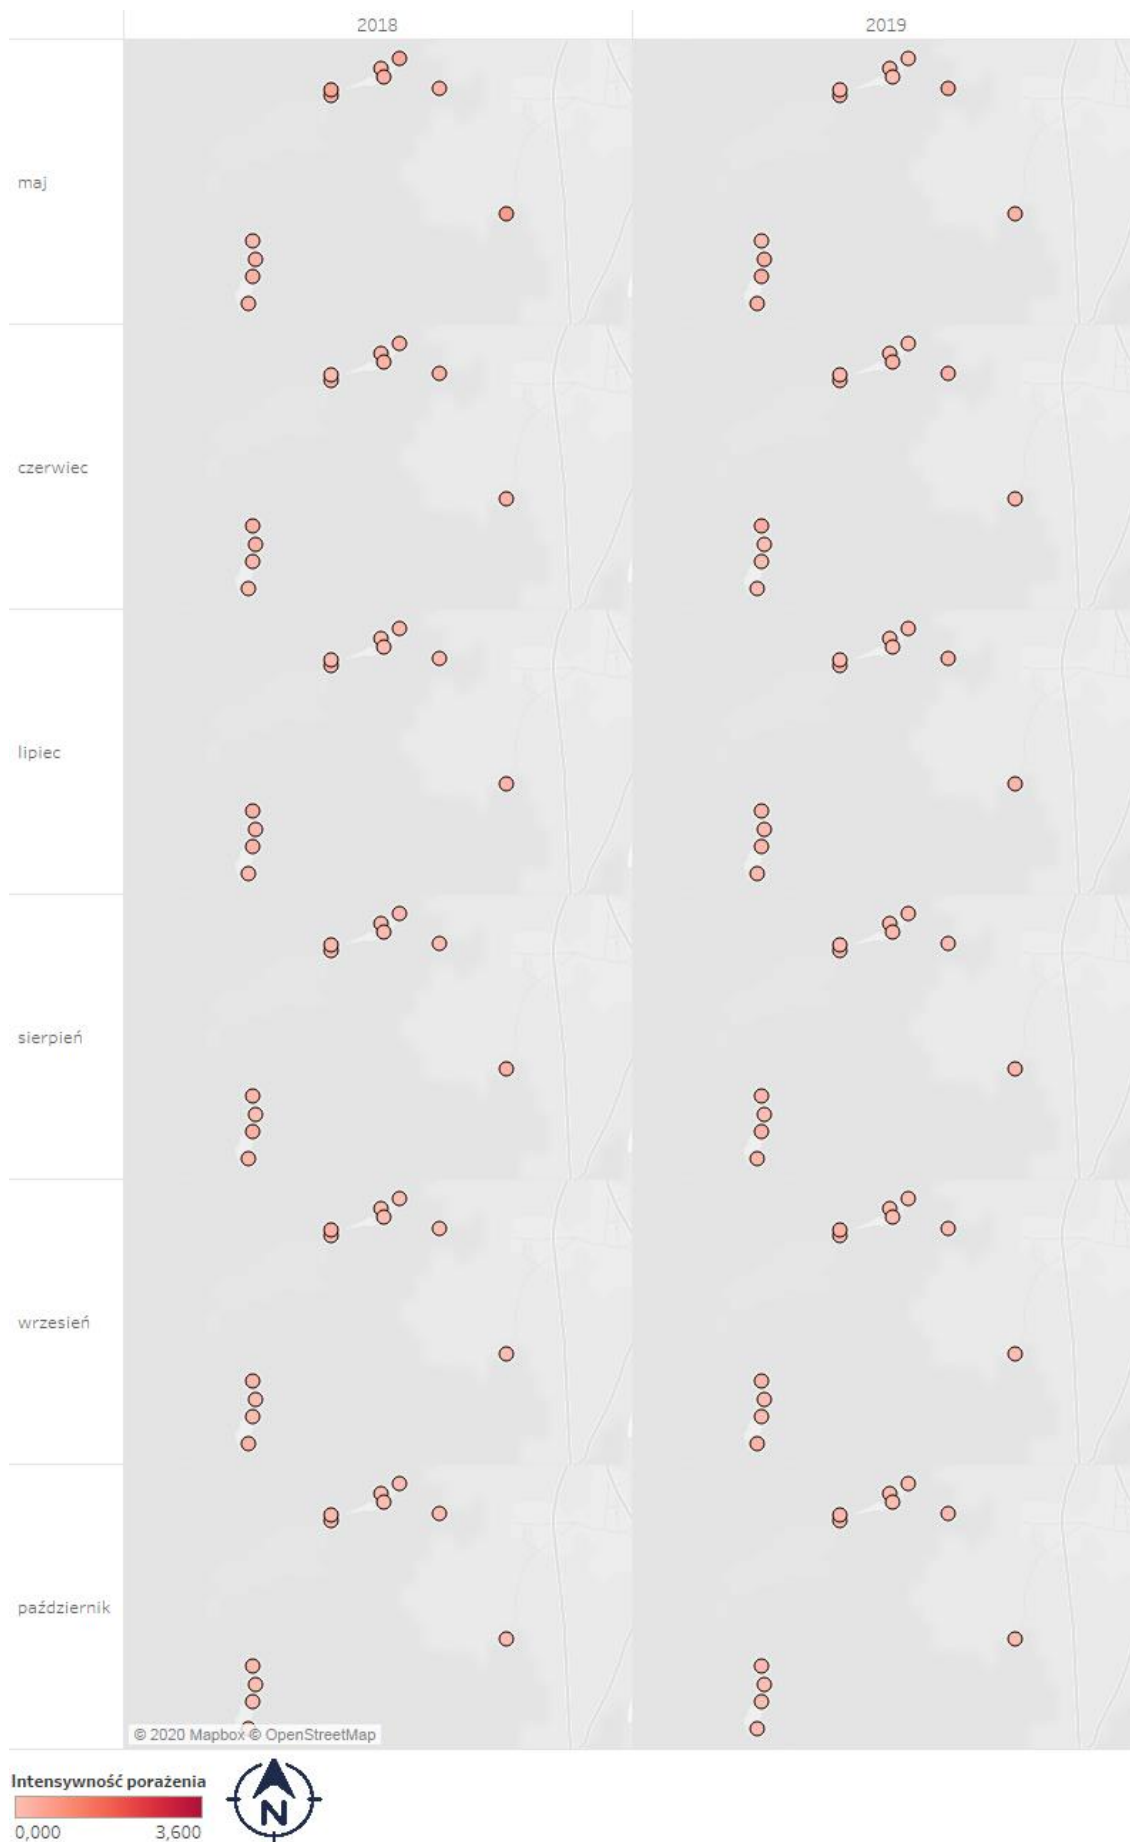 2018 2019
maj
czerwiec
lipiec
sierpień
wrzesień
październik
© 2020 Mapbox © OpenStreetMap
Intensywność porażenia
0,000 3,600
N